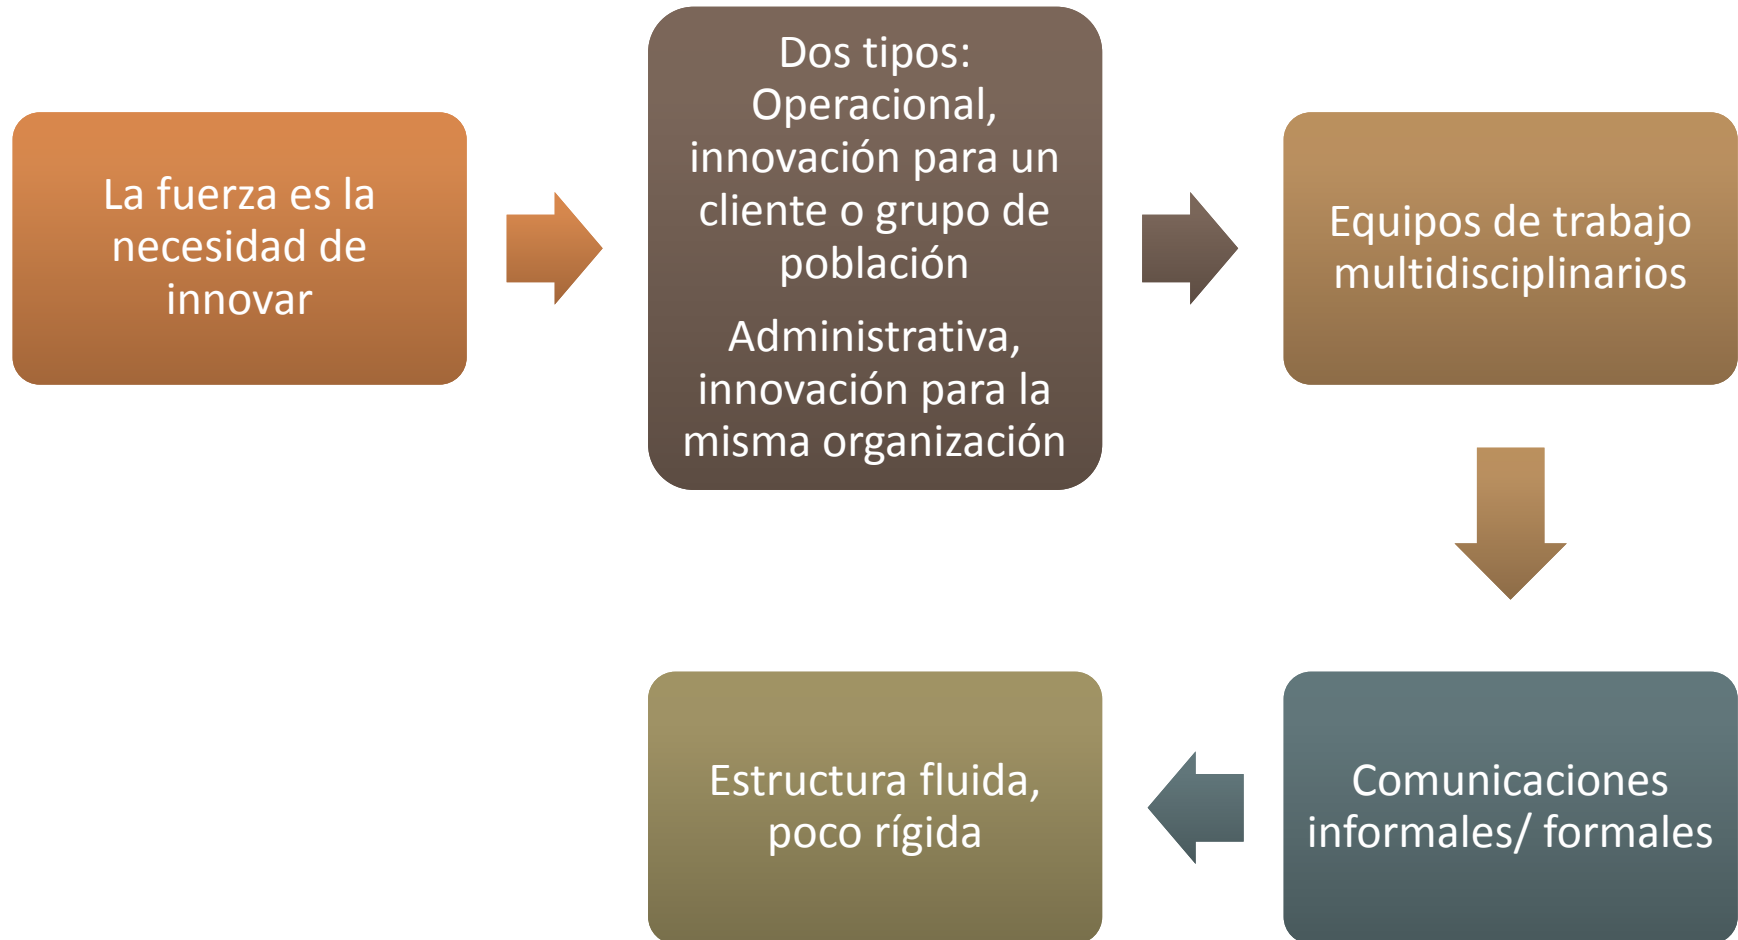 La fuerza es la
necesidad de
innovar
Dos tipos:
Operacional,
innovación para un
cliente o grupo de
población
Administrativa,
innovación para la
misma organización
Equipos de trabajo
multidisciplinarios
Comunicaciones
informales/ formales
Estructura fluida,
poco rígida